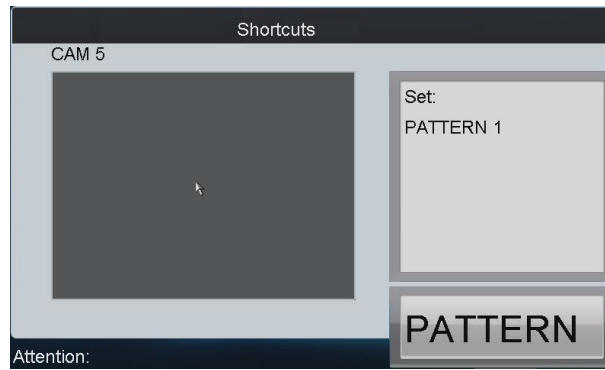 Shortcuts
CAM 5
Set:
PATTERN 1
PATTERN
Attention: